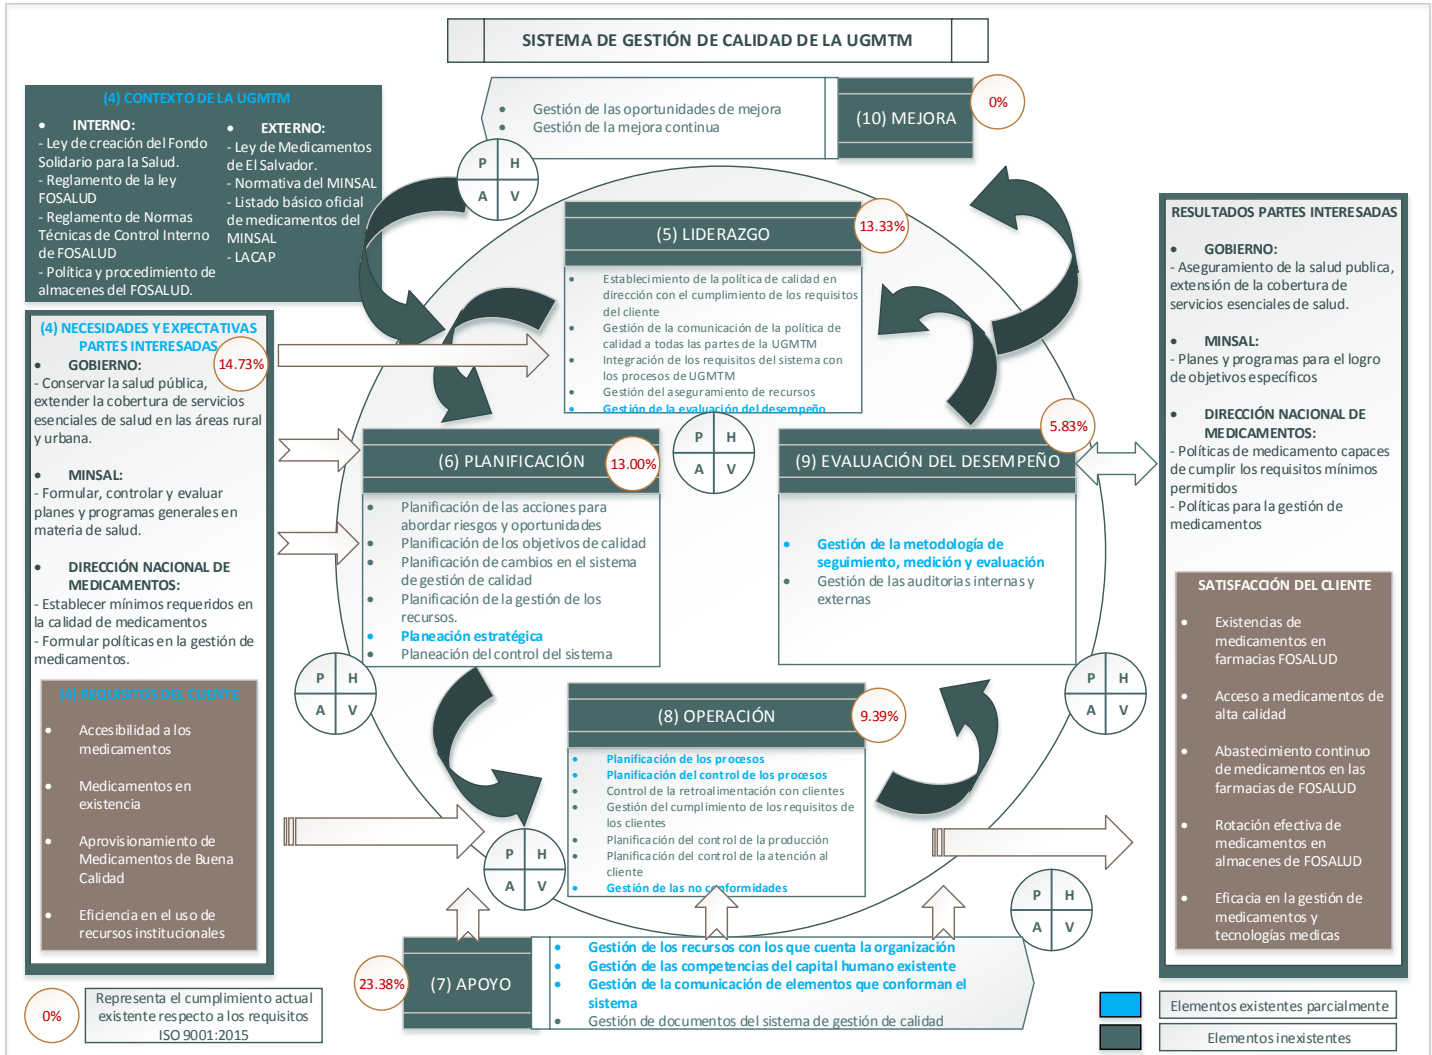 SISTEMA DE GESTIÓN DE CALIDAD DE LA UGMTM
• Gestión de las oportunidades de mejora
• Gestión de la mejora continua
(10) MEJORA
0%
(4) CONTEXTO DE LA UGMTM
• INTERNO:
- Ley de creación del Fondo
Solidario para la Salud.
- Reglamento de la ley
FOSALUD
- Reglamento de Normas
Técnicas de Control Interno
de FOSALUD
- Política y procedimiento de
almacenes del FOSALUD.
• EXTERNO:
- Ley de Medicamentos
de El Salvador.
- Normativa del MINSAL
- Listado básico oficial
de medicamentos del
MINSAL
- LACAP
P H
A V
(5) LIDERAZGO
13.33%
• Establecimiento de la política de calidad en
dirección con el cumplimiento de los requisitos
del cliente
• Gestión de la comunicación de la política de
calidad a todas las partes de la UGMTM
• Integración de los requisitos del sistema con
los procesos de UGMTM
• Gestión del aseguramiento de recursos
• Gestión de la evaluación del desempeño
(4) NECESIDADES Y EXPECTATIVAS
PARTES INTERESADAS
14.73%
• GOBIERNO:
- Conservar la salud pública,
extender la cobertura de servicios
esenciales de salud en las áreas rural
y urbana.
• MINSAL:
- Formular, controlar y evaluar
planes y programas generales en
materia de salud.
• DIRECCIÓN NACIONAL DE
MEDICAMENTOS:
- Establecer mínimos requeridos en
la calidad de medicamentos
- Formular políticas en la gestión de
medicamentos.
(4) REQUISITOS DEL CLIENTE
• Accesibilidad a los
medicamentos
• Medicamentos en
existencia
• Aprovisionamiento de
Medicamentos de Buena
Calidad
• Eficiencia en el uso de
recursos institucionales
(6) PLANIFICACIÓN
13.00%
• Planificación de las acciones para
abordar riesgos y oportunidades
• Planificación de los objetivos de calidad
• Planificación de cambios en el sistema
de gestión de calidad
• Planificación de la gestión de los
recursos.
• Planeación estratégica
• Planeación del control del sistema
P H
A V
(9) EVALUACIÓN DEL DESEMPEÑO
5.83%
• Gestión de la metodología de
seguimiento, medición y evaluación
• Gestión de las auditorias internas y
externas
P H
A V
P H
A V
(8) OPERACIÓN
9.39%
• Planificación de los procesos
• Planificación del control de los procesos
• Control de la retroalimentación con clientes
• Gestión del cumplimiento de los requisitos de
los clientes
• Planificación del control de la producción
• Planificación del control de la atención al
cliente
• Gestión de las no conformidades
P H
A V
P H
A V
(7) APOYO
23.38%
• Gestión de los recursos con los que cuenta la organización
• Gestión de las competencias del capital humano existente
• Gestión de la comunicación de elementos que conforman el
sistema
• Gestión de documentos del sistema de gestión de calidad
RESULTADOS PARTES INTERESADAS
• GOBIERNO:
- Aseguramiento de la salud publica,
extensión de la cobertura de
servicios esenciales de salud.
• MINSAL:
- Planes y programas para el logro
de objetivos específicos
• DIRECCIÓN NACIONAL DE
MEDICAMENTOS:
- Políticas de medicamento capaces
de cumplir los requisitos mínimos
permitidos
- Políticas para la gestión de
medicamentos
SATISFACCIÓN DEL CLIENTE
• Existencias de
medicamentos en
farmacias FOSALUD
• Acceso a medicamentos de
alta calidad
• Abastecimiento continuo
de medicamentos en las
farmacias de FOSALUD
• Rotación efectiva de
medicamentos en
almacenes de FOSALUD
• Eficacia en la gestión de
medicamentos y
tecnologías medicas
0%
Representa el cumplimiento actual
existente respecto a los requisitos
ISO 9001:2015
Elementos existentes parcialmente
Elementos inexistentes